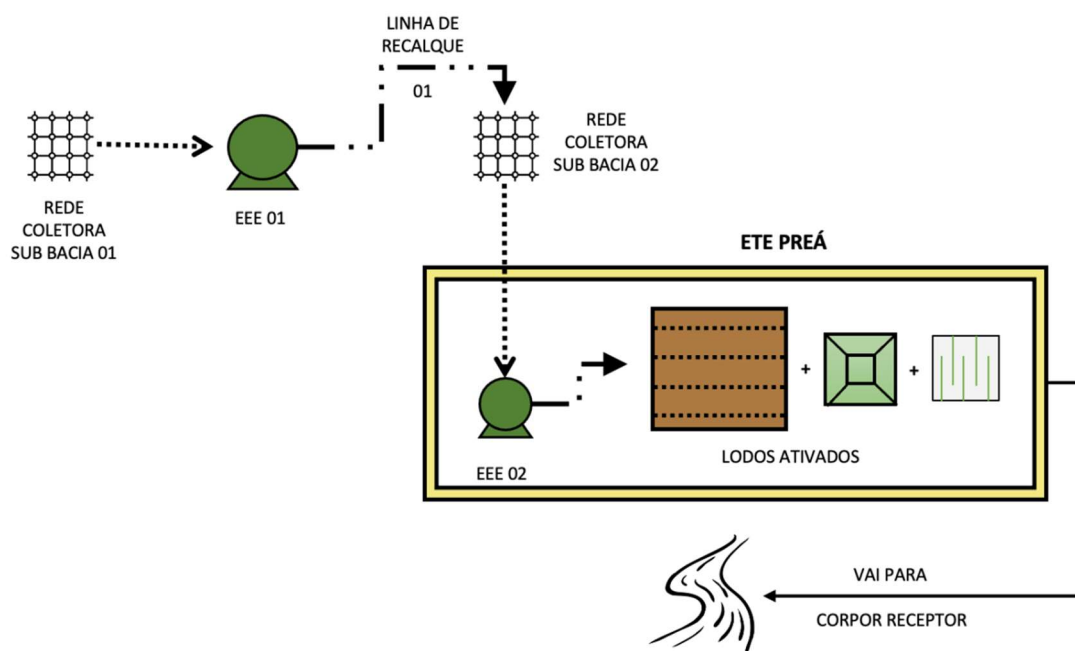 LINHA DE
RECALQUE
01
REDE
COLETORA
SUB BACIA 01
EEE 01
REDE
COLETORA
SUB BACIA 02
ETE PREÁ
EEE 02
+
+
LODOS ATIVADOS
VAI PARA
CORPOR RECEPTOR